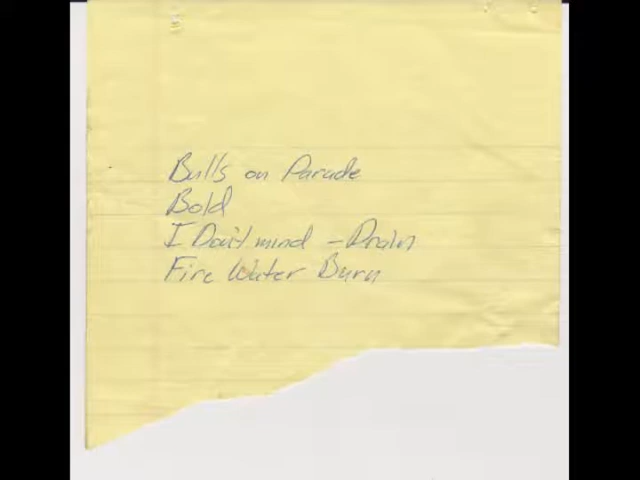 Bulls on Parade
Bold
I Don't mind - Drain
Fire Water Burn